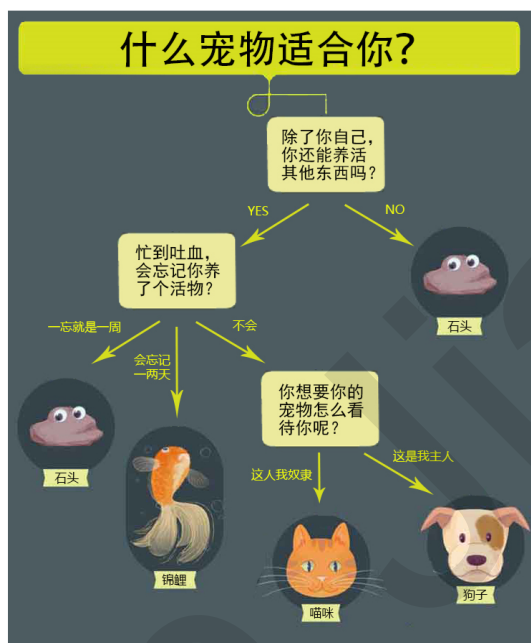 什么宠物适合你?
除了你自己,
你还能养活
其他东西吗?
YES
NO
忙到吐血,
会忘记你养
了个活物?
石头
一忘就是一周
会忘记
一两天
不会
你想要你的
宠物怎么看
待你呢?
石头
这人我奴隶
这是我主人
锦鲤
喵咪
狗子